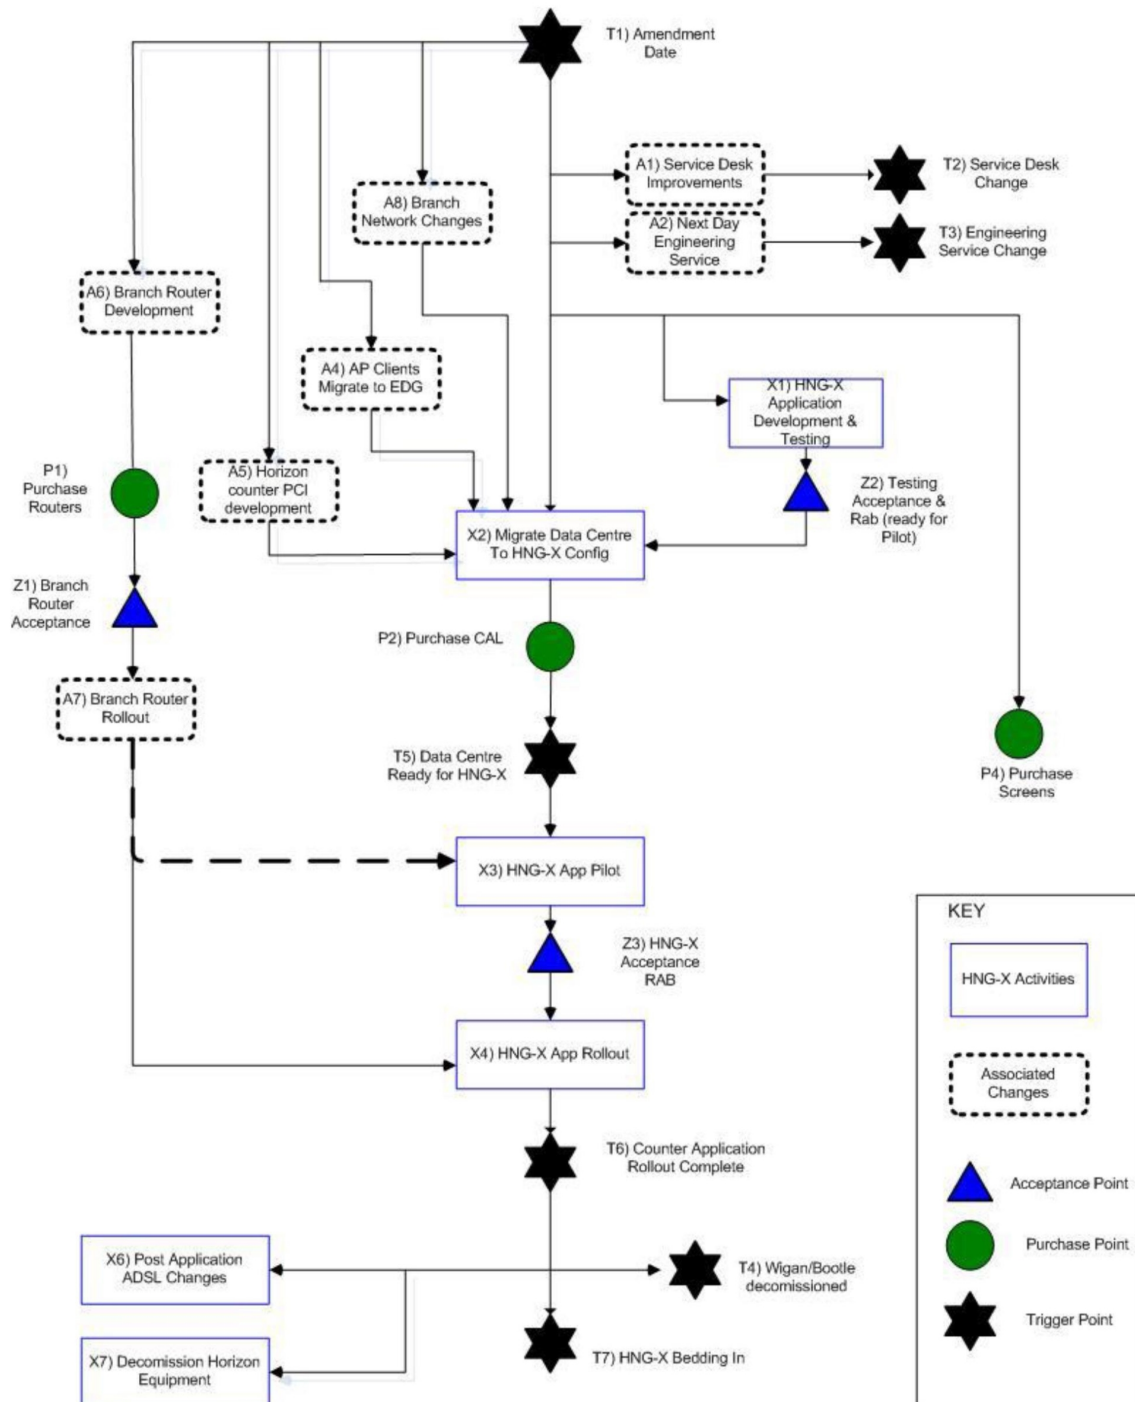 T1) Amendment
Date
A1) Service Desk
Improvements
T2) Service Desk
Change
A8) Branch
Network Changes
A2) Next Day
Engineering
Service
T3) Engineering
Service Change
A6) Branch Router
Development
A4) AP Clients
Migrate to EDG
X1) HNG-X
Application
Development &
Testing
P1)
Purchase
Routers
A5) Horizon
counter PCI
development
Z2) Testing
Acceptance &
Rab (ready for
Pilot)
X2) Migrate Data Centre
To HNG-X Config
Z1) Branch
Router
Acceptance
P2) Purchase CAL
A7) Branch Router
Rollout
T5) Data Centre
Ready for HNG-X
P4) Purchase
Screens
X3) HNG-X App Pilot
Z3) HNG-X
Acceptance
RAB
X4) HNG-X App Rollout
T6) Counter Application
Rollout Complete
X6) Post Application
ADSL Changes
T4) Wigan/Bootle
decomissioned
X7) Decomission Horizon
Equipment
T7) HNG-X Bedding In
KEY
HNG-X Activities
Associated
Changes
Acceptance Point
Purchase Point
Trigger Point